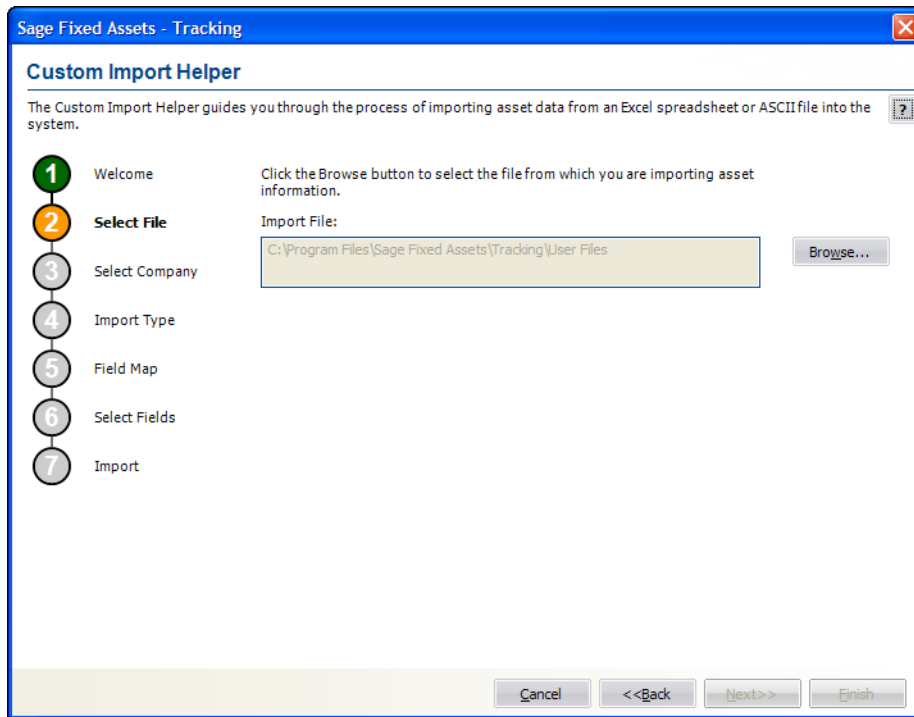 Sage Fixed Assets - Tracking
Custom Import Helper
The Custom Import Helper guides you through the process of importing asset data from an Excel spreadsheet or ASCII file into the
system.
?
1 Welcome
Click the Browse button to select the file from which you are importing asset
information.
2 Select File
Import File:
C:\Program Files\Sage Fixed Assets\Tracking\User Files
Browse...
3 Select Company
4 Import Type
5 Field Map
6 Select Fields
7 Import
Cancel <<Back Next>> Finish